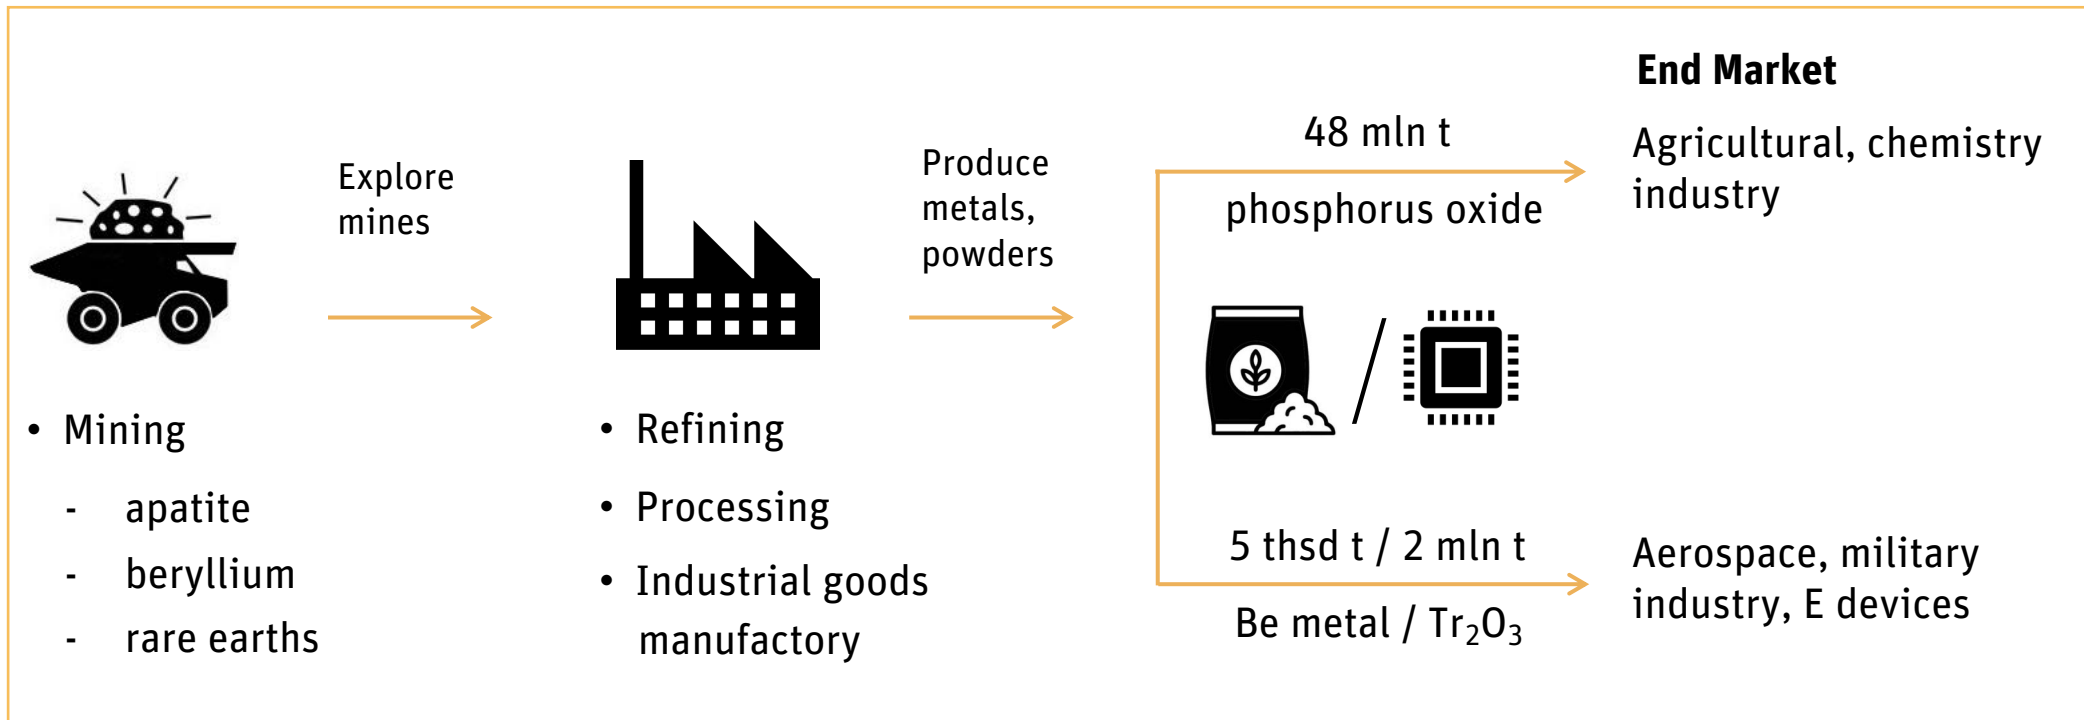 Explore
mines
• Mining
- apatite
- beryllium
- rare earths
• Refining
• Processing
• Industrial goods
manufactory
Produce
metals,
powders
48 mln t
phosphorus oxide
5 thsd t / 2 mln t
Be metal / Tr₂O₃
End Market
Agricultural, chemistry
industry
Aerospace, military
industry, E devices